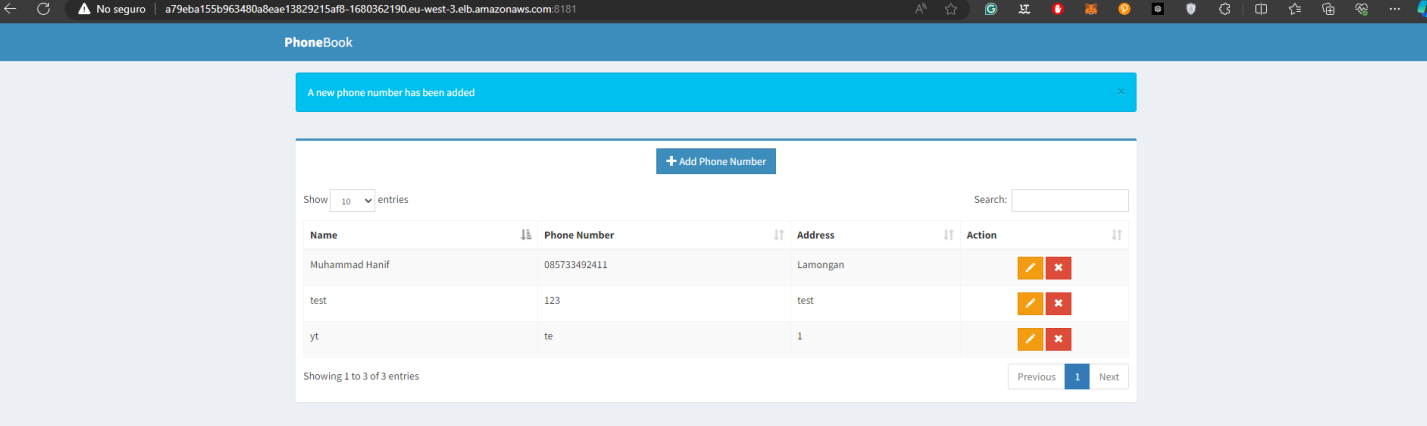 No seguro a79eba155b963480a8eae13829215af8-1680362190.eu-west-3.elb.amazonaws.com:8181
PhoneBook
A new phone number has been added ×
Add Phone Number
Show 10 entries Search:
Name Phone Number Address Action
Muhammad Hanif 085733492411 Lamongan
test 123 test
yt te 1
Showing 1 to 3 of 3 entries Previous 1 Next